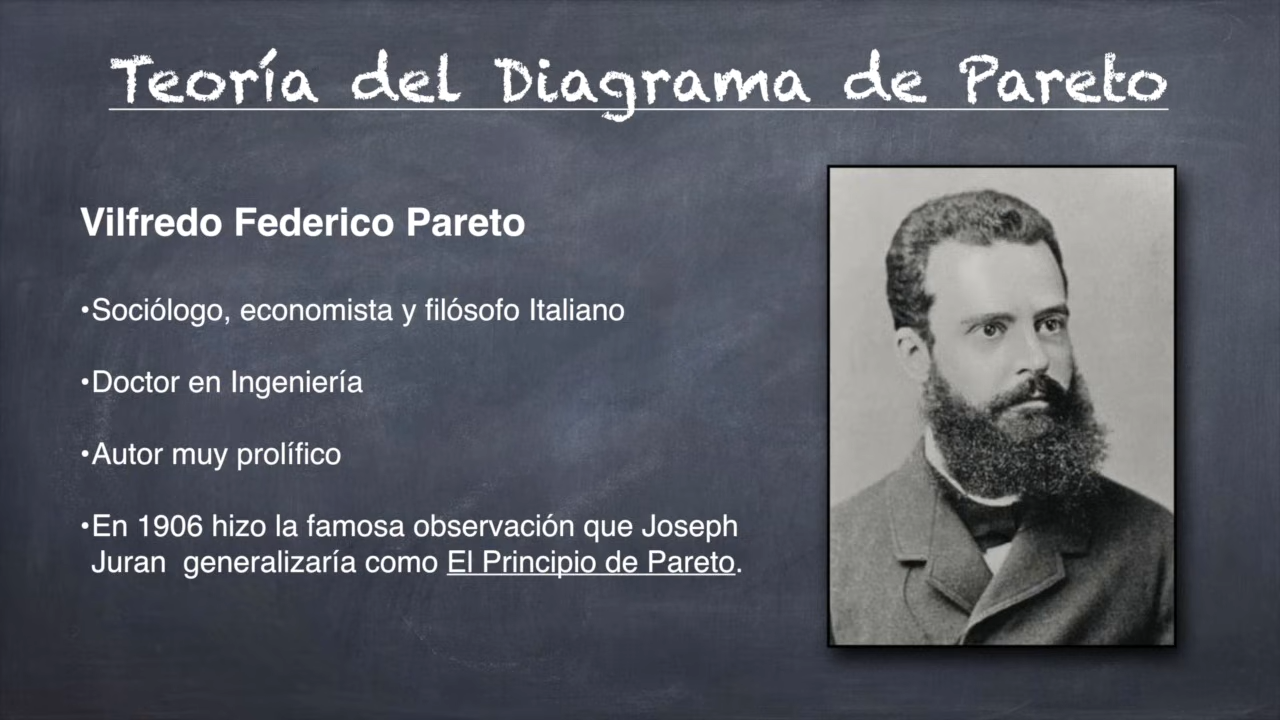 Teoría del Diagrama de Pareto
Vilfredo Federico Pareto
•Sociólogo, economista y filósofo Italiano
•Doctor en Ingeniería
•Autor muy prolífico
•En 1906 hizo la famosa observación que Joseph
Juran  generalizaría como El Principio de Pareto.